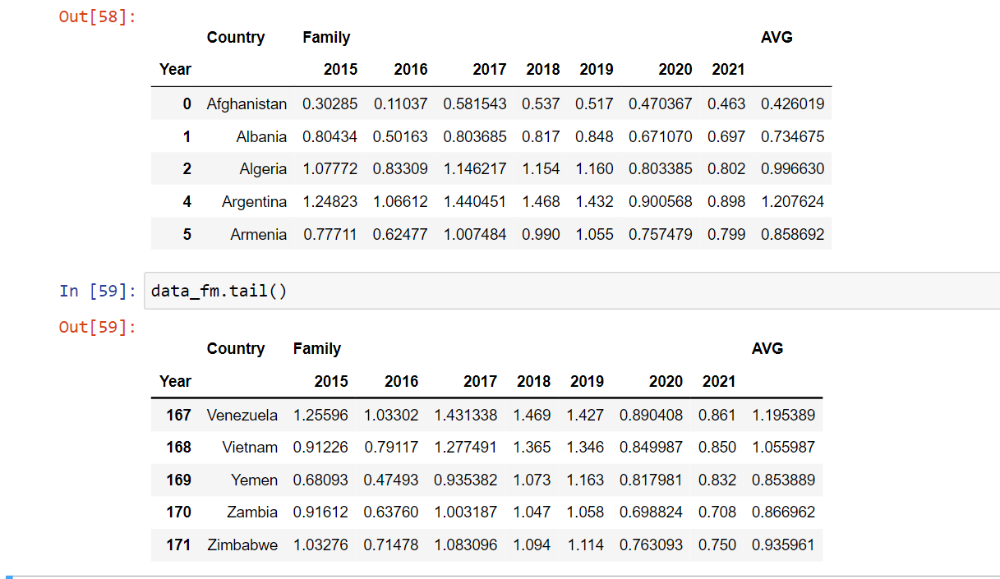 Out[58]:
Country Family AVG
Year 2015 2016 2017 2018 2019 2020 2021
0 Afghanistan 0.30285 0.11037 0.581543 0.537 0.517 0.470367 0.463 0.426019
1 Albania 0.80434 0.50163 0.803685 0.817 0.848 0.671070 0.697 0.734675
2 Algeria 1.07772 0.83309 1.146217 1.154 1.160 0.803385 0.802 0.996630
4 Argentina 1.24823 1.06612 1.440451 1.468 1.432 0.900568 0.898 1.207624
5 Armenia 0.77711 0.62477 1.007484 0.990 1.055 0.757479 0.799 0.858692
In [59]: data_fm.tail()
Out[59]:
Country Family AVG
Year 2015 2016 2017 2018 2019 2020 2021
167 Venezuela 1.25596 1.03302 1.431338 1.469 1.427 0.890408 0.861 1.195389
168 Vietnam 0.91226 0.79117 1.277491 1.365 1.346 0.849987 0.850 1.055987
169 Yemen 0.68093 0.47493 0.935382 1.073 1.163 0.817981 0.832 0.853889
170 Zambia 0.91612 0.63760 1.003187 1.047 1.058 0.698824 0.708 0.866962
171 Zimbabwe 1.03276 0.71478 1.083096 1.094 1.114 0.763093 0.750 0.935961